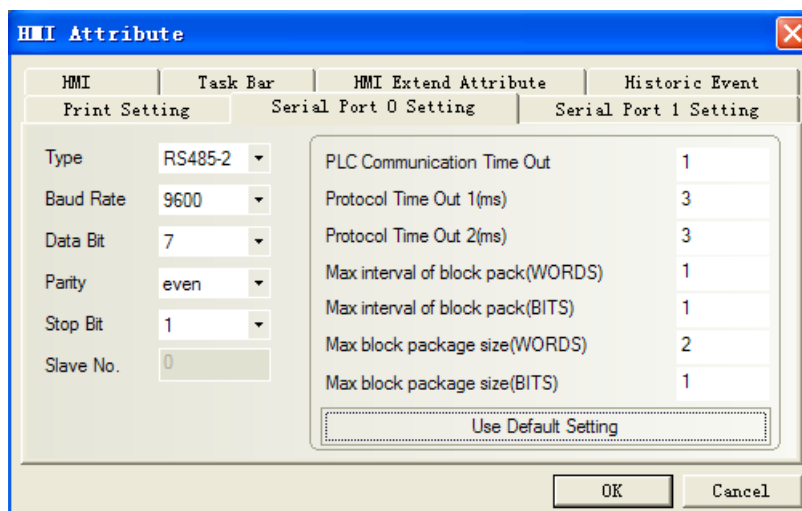 HMI Attribute
HMI Task Bar HMI Extend Attribute Historic Event
Print Setting Serial Port 0 Setting Serial Port 1 Setting
Type RS485-2
Baud Rate 9600
Data Bit 7
Parity even
Stop Bit 1
Slave No. 0
PLC Communication Time Out 1
Protocol Time Out 1(ms) 3
Protocol Time Out 2(ms) 3
Max interval of block pack(WORDS) 1
Max interval of block pack(BITS) 1
Max block package size(WORDS) 2
Max block package size(BITS) 1
Use Default Setting
OK Cancel